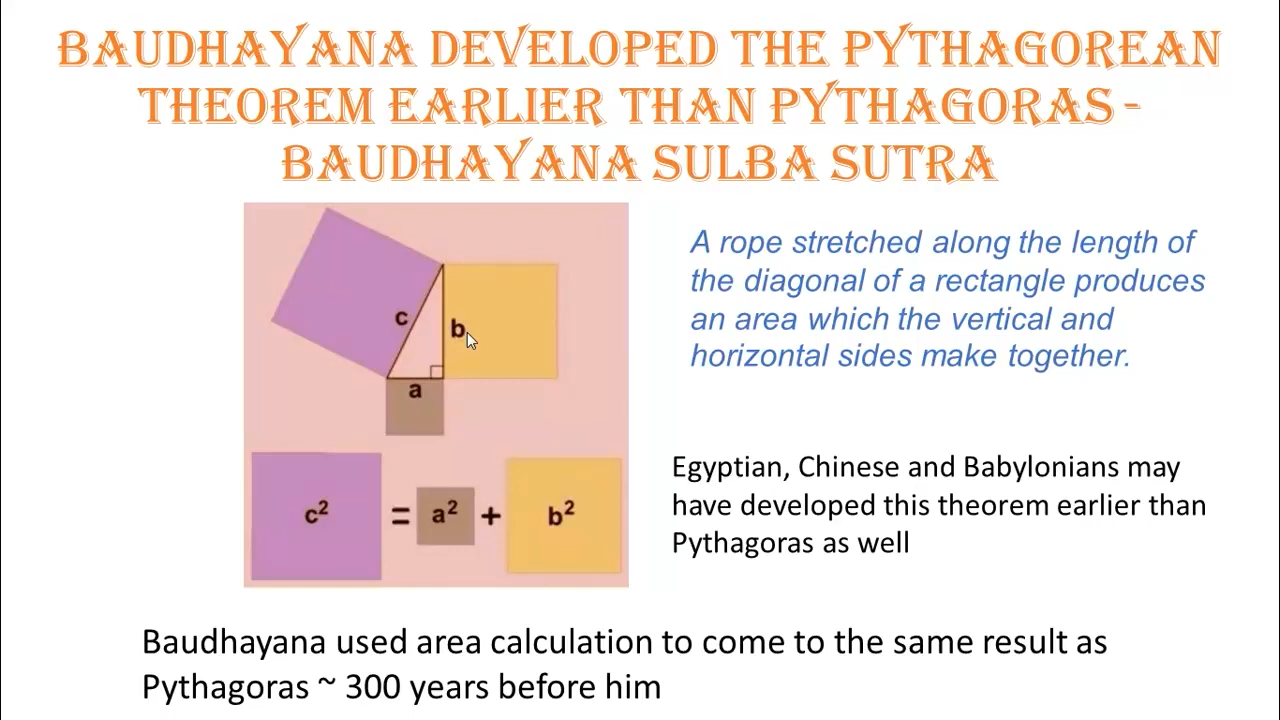 BAUDHAYANA DEVELOPED THE PYTHAGOREAN
THEOREM EARLIER THAN PYTHAGORAS -
BAUDHAYANA SULBA SUTRA
A rope stretched along the length of
the diagonal of a rectangle produces
an area which the vertical and
horizontal sides make together.
c
b
a
c² = a² + b²
Egyptian, Chinese and Babylonians may
have developed this theorem earlier than
Pythagoras as well
Baudhayana used area calculation to come to the same result as
Pythagoras ~ 300 years before him